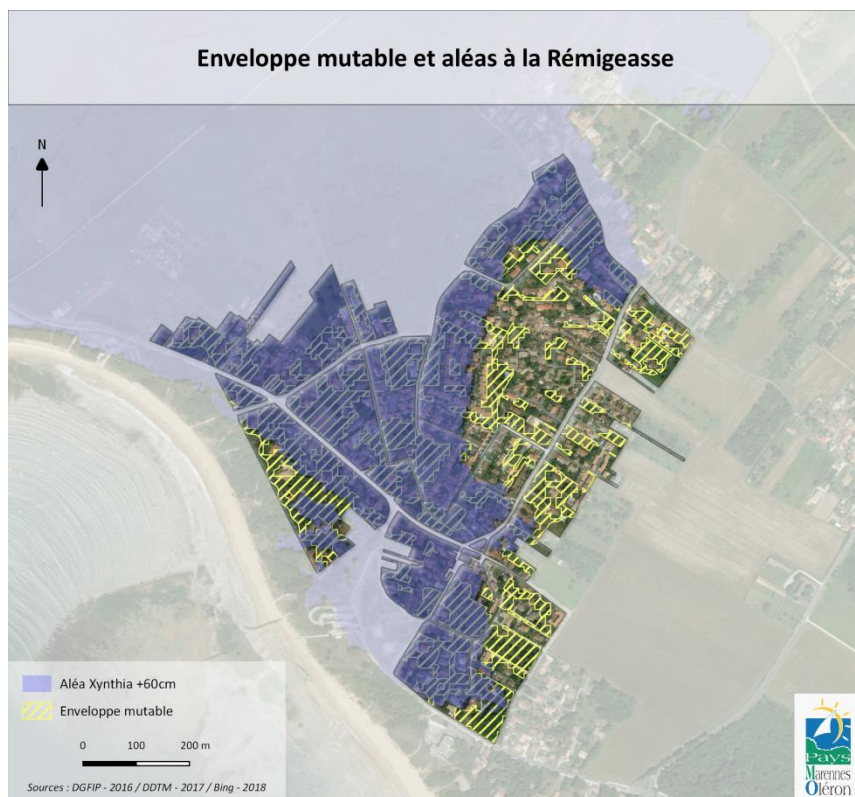 Enveloppe mutable et aléas à la Rémigeasse
N
Aléa Xynthia +60cm
Enveloppe mutable
0 100 200 m
Sources : DGFIP - 2016 / DDTM - 2017 / Bing - 2018
Pays
Marennes
Oléron